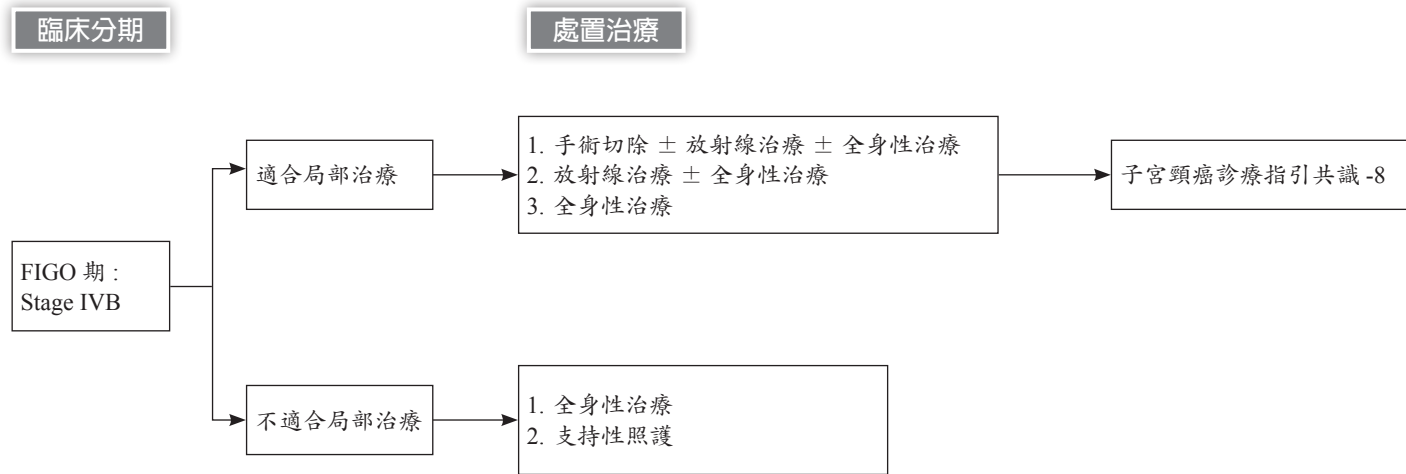 臨床分期
處置治療
適合局部治療
1. 手術切除 ± 放射線治療 ± 全身性治療
2. 放射線治療 ± 全身性治療
3. 全身性治療
子宮頸癌診療指引共識 -8
FIGO 期 :
Stage IVB
不適合局部治療
1. 全身性治療
2. 支持性照護